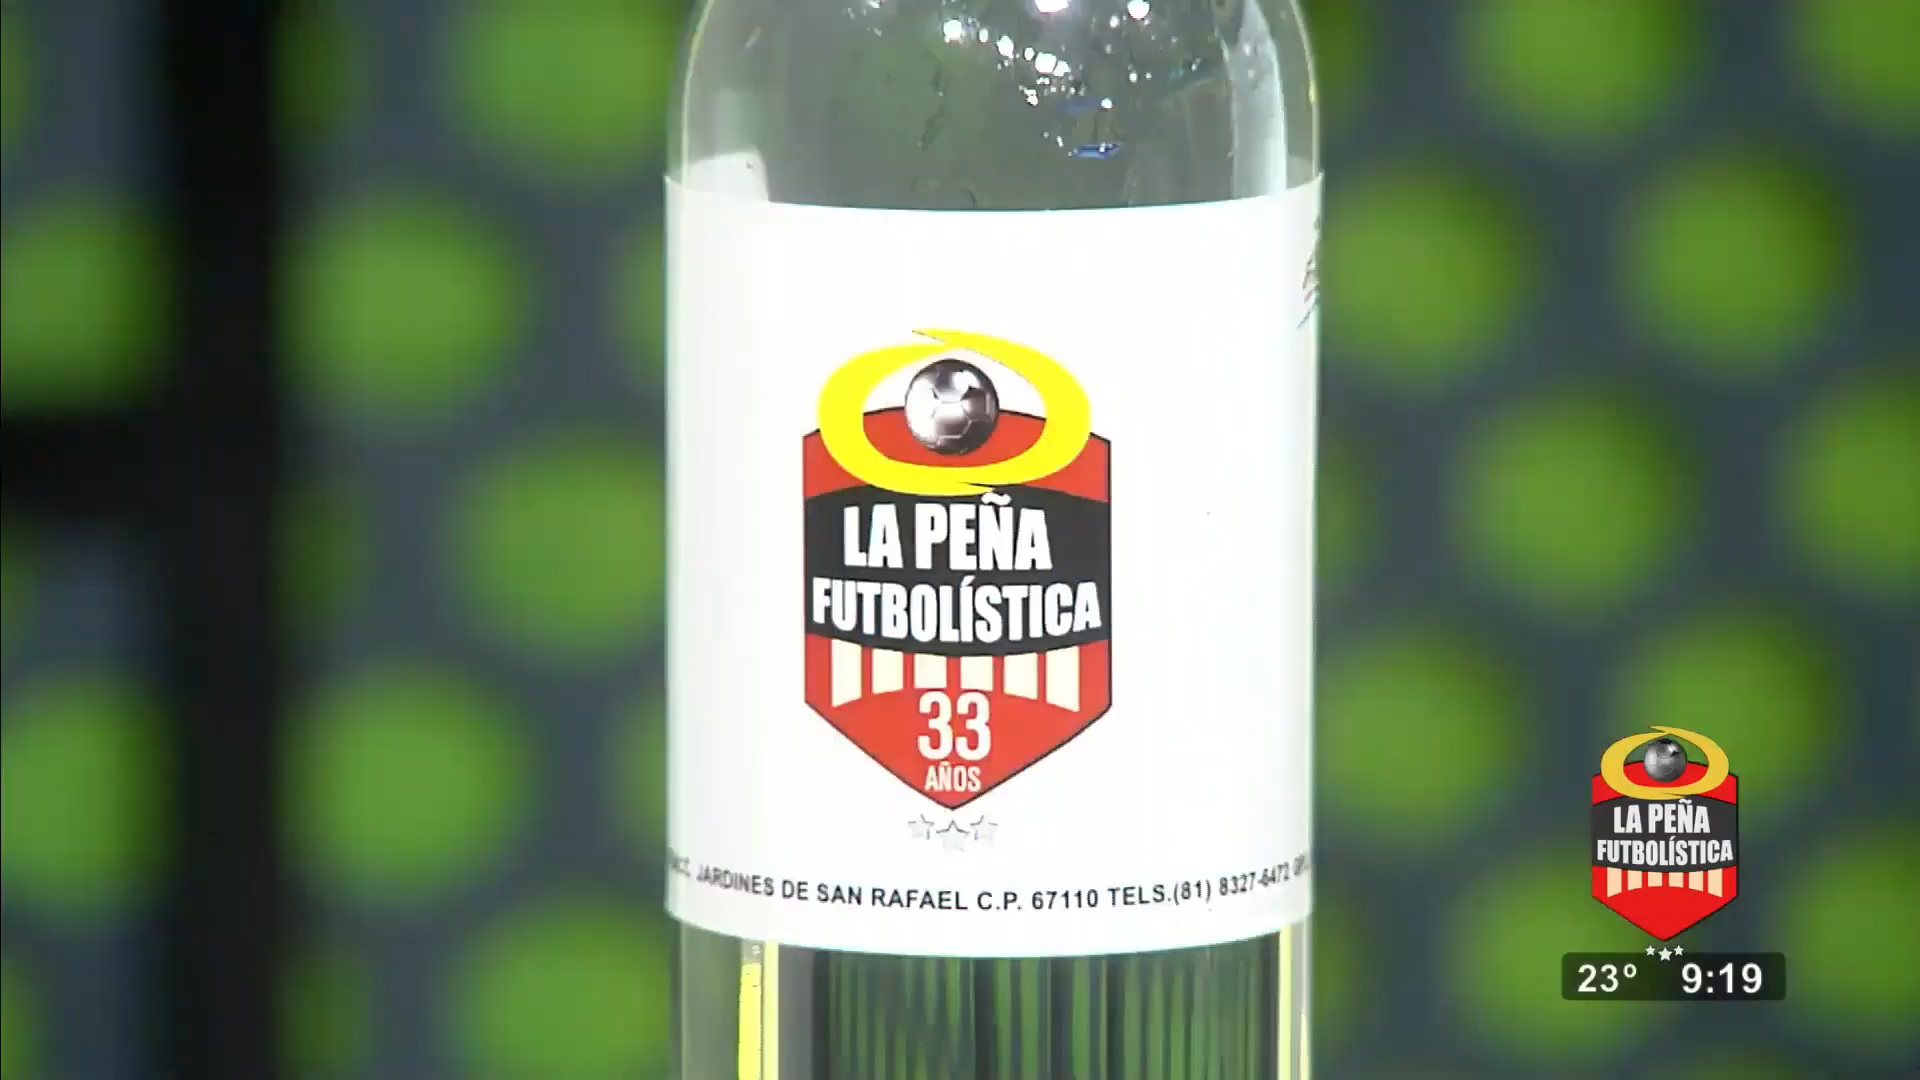 LA PEÑA
FUTBOLÍSTICA
33
AÑOS
JARDINES DE SAN RAFAEL C.P. 67110 TELS.(81) 8327-6472
LA PEÑA
FUTBOLÍSTICA
23° 9:19